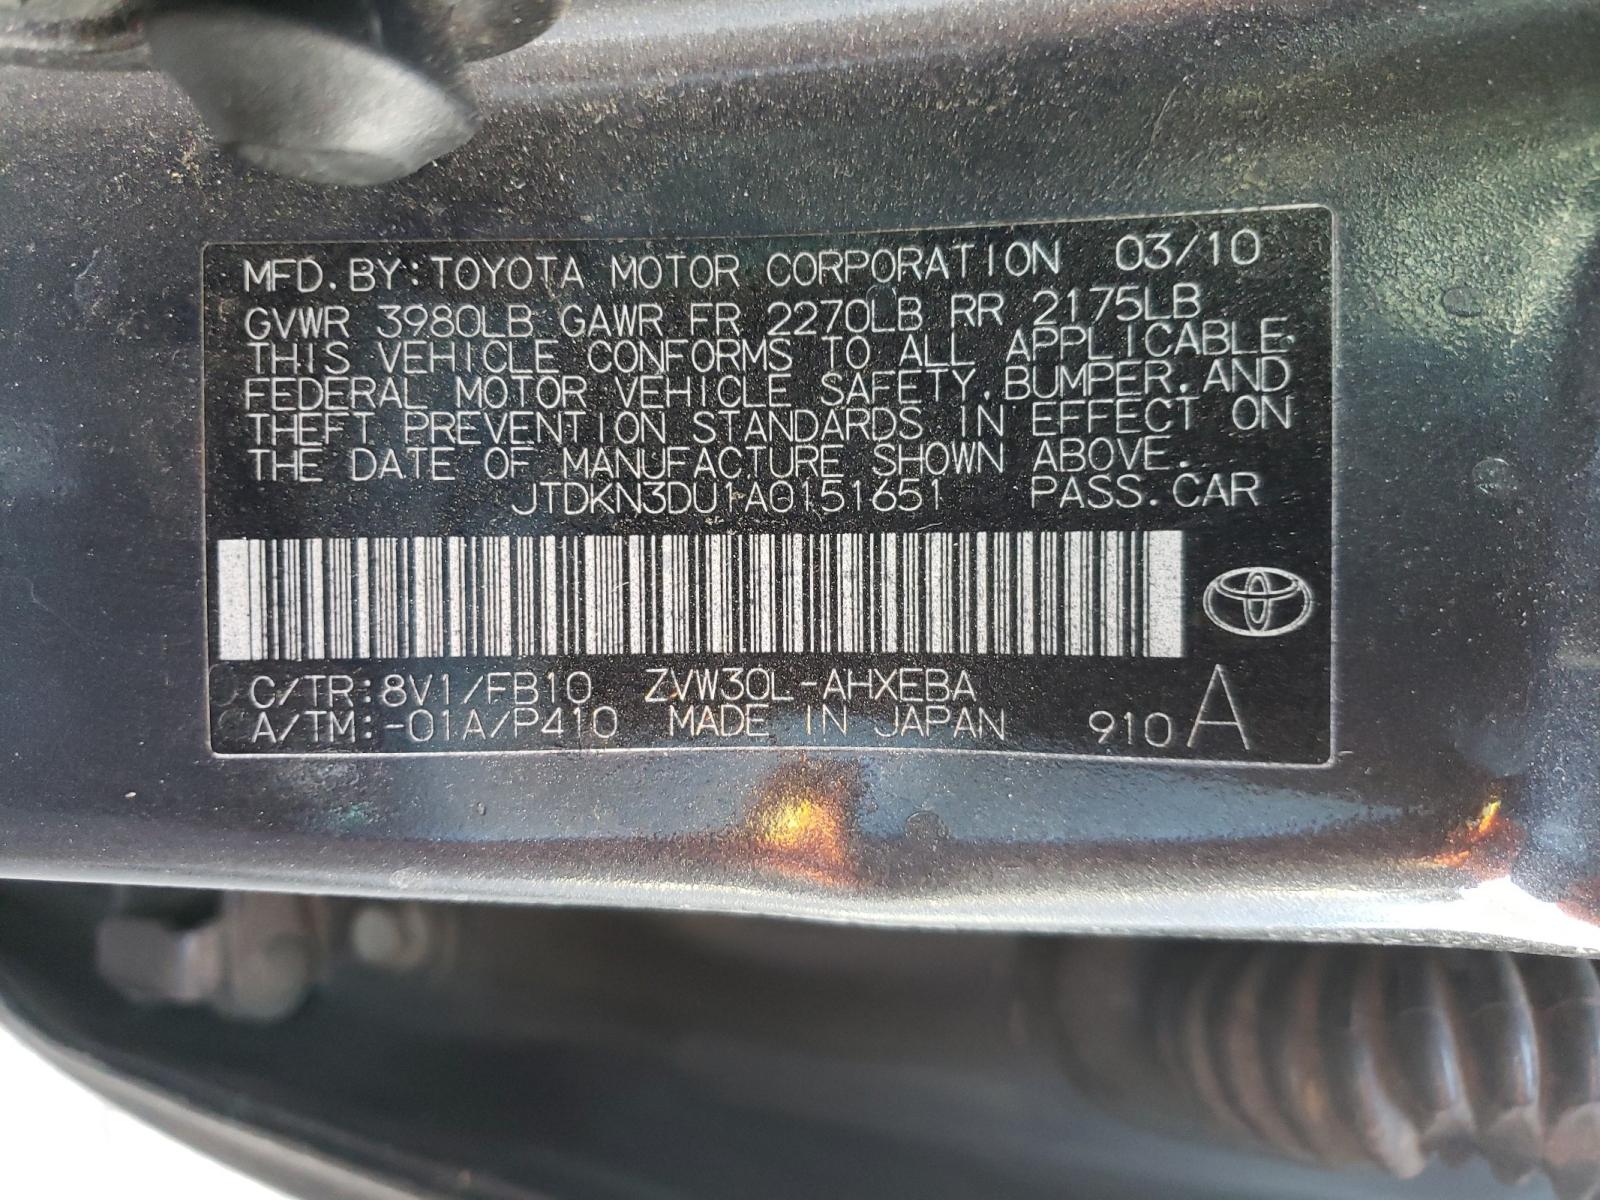 MFD.BY:TOYOTA MOTOR CORPORATION 03/10
GVWR 3980LB GAWR FR 2270LB RR 2175LB
THIS VEHICLE CONFORMS TO ALL APPLICABLE
FEDERAL MOTOR VEHICLE SAFETY,BUMPER,AND
THEFT PREVENTION STANDARDS IN EFFECT ON
THE DATE OF MANUFACTURE SHOWN ABOVE.
JTDKN3DU1A0151651 PASS.CAR
C/TR:8V1/FB10 ZVW30L-AHXEBA
A/TM:-01A/P410 MADE IN JAPAN 910 A